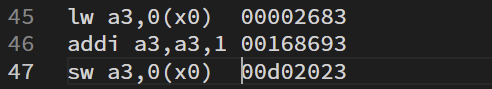 45 lw a3,0(x0) 00002683
46 addi a3,a3,1 00168693
47 sw a3,0(x0) 00d02023